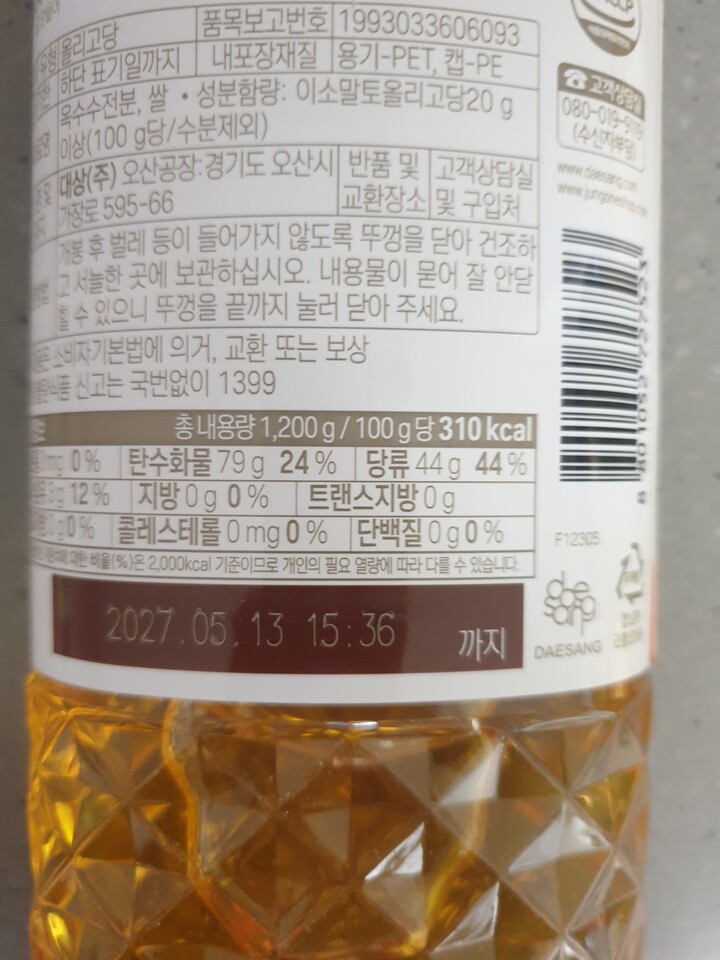 올리고당 품목보고번호 1993033606093
하단 표기일까지 내포장재질 용기-PET, 캡-PE
옥수수전분, 쌀 • 성분함량: 이소말토올리고당20 g
이상(100 g당/수분제외)
대상(주) 오산공장:경기도 오산시
가장로 595-66
반품 및
교환장소
고객상담실
및 구입처
개봉 후 벌레 등이 들어가지 않도록 뚜껑을 닫아 건조하
고 서늘한 곳에 보관하십시오. 내용물이 묻어 잘 안닫
힐 수 있으니 뚜껑을 끝까지 눌러 닫아 주세요.
소비자기본법에 의거, 교환 또는 보상
신고는 국번없이 1399
총 내용량 1,200 g / 100 g당 310 kcal
0% 탄수화물 79 g 24% 당류 44 g 44%
12% 지방 0 g 0% 트랜스지방 0 g
0% 콜레스테롤 0 mg 0% 단백질 0 g 0%
대한 비율(%)은 2,000kcal 기준이므로 개인의 필요 열량에 따라 다를 수 있습니다.
2027.05.13 15:36 까지
고객상담실
080-019-9119
(수신자부담)
www.daesang.com
F12305
DAESANG